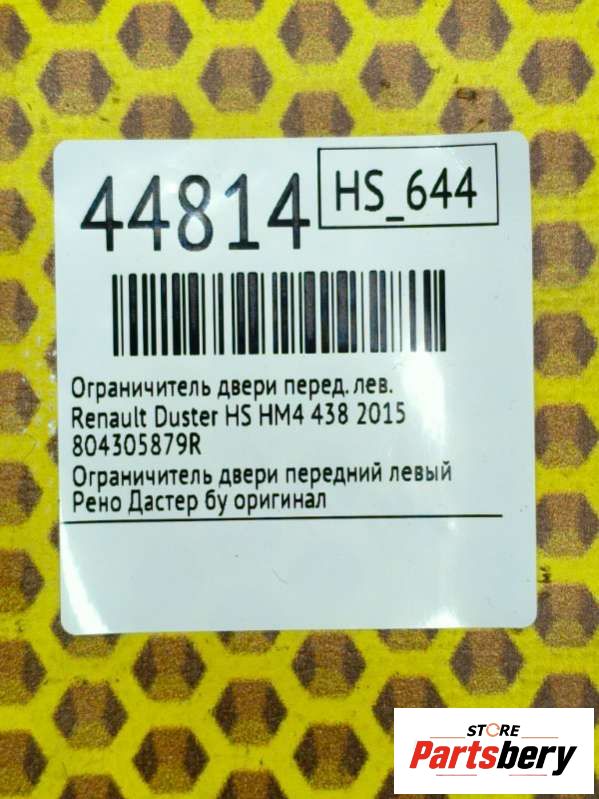 44814
HS_644
Ограничитель двери перед. лев.
Renault Duster HS HM4 438 2015
804305879R
Ограничитель двери передний левый
Рено Дастер бу оригинал
STORE
Partsbery